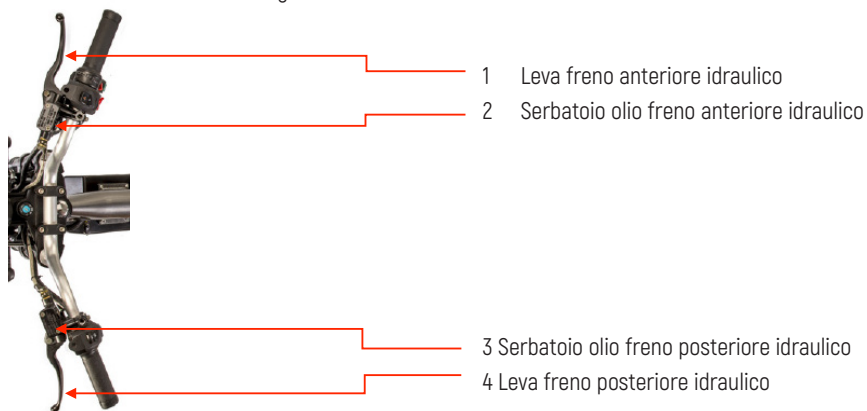 1 Leva freno anteriore idraulico
2 Serbatoio olio freno anteriore idraulico
3 Serbatoio olio freno posteriore idraulico
4 Leva freno posteriore idraulico